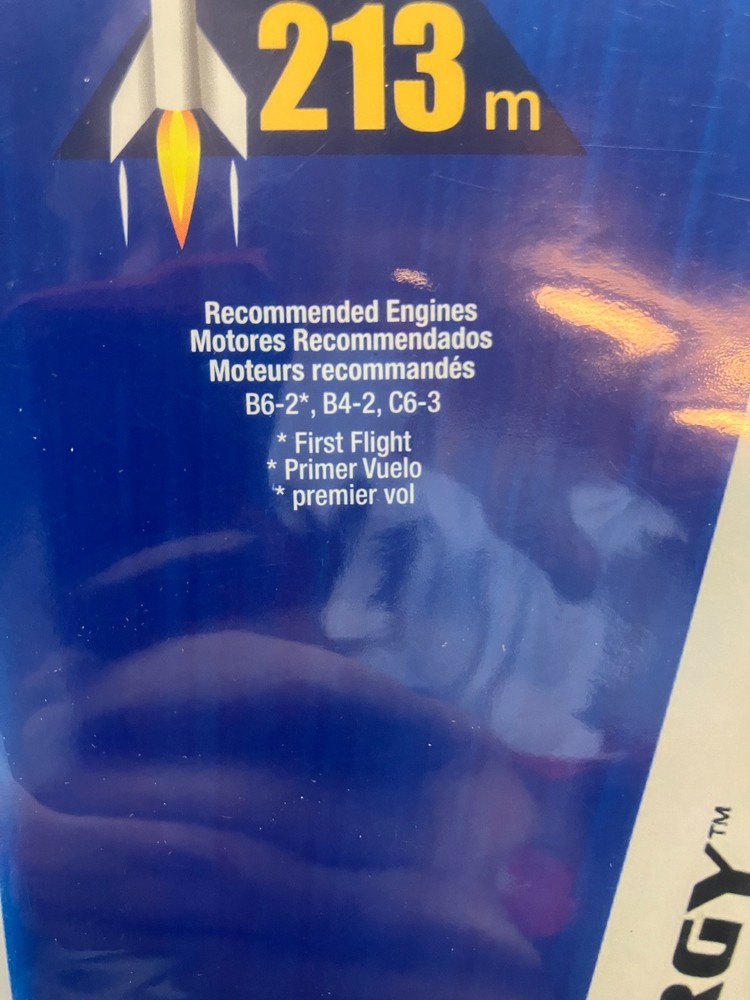 213 m
Recommended Engines
Motores Recommendados
Moteurs recommandés
B6-2*, B4-2, C6-3
* First Flight
* Primer Vuelo
* premier vol
RGY™